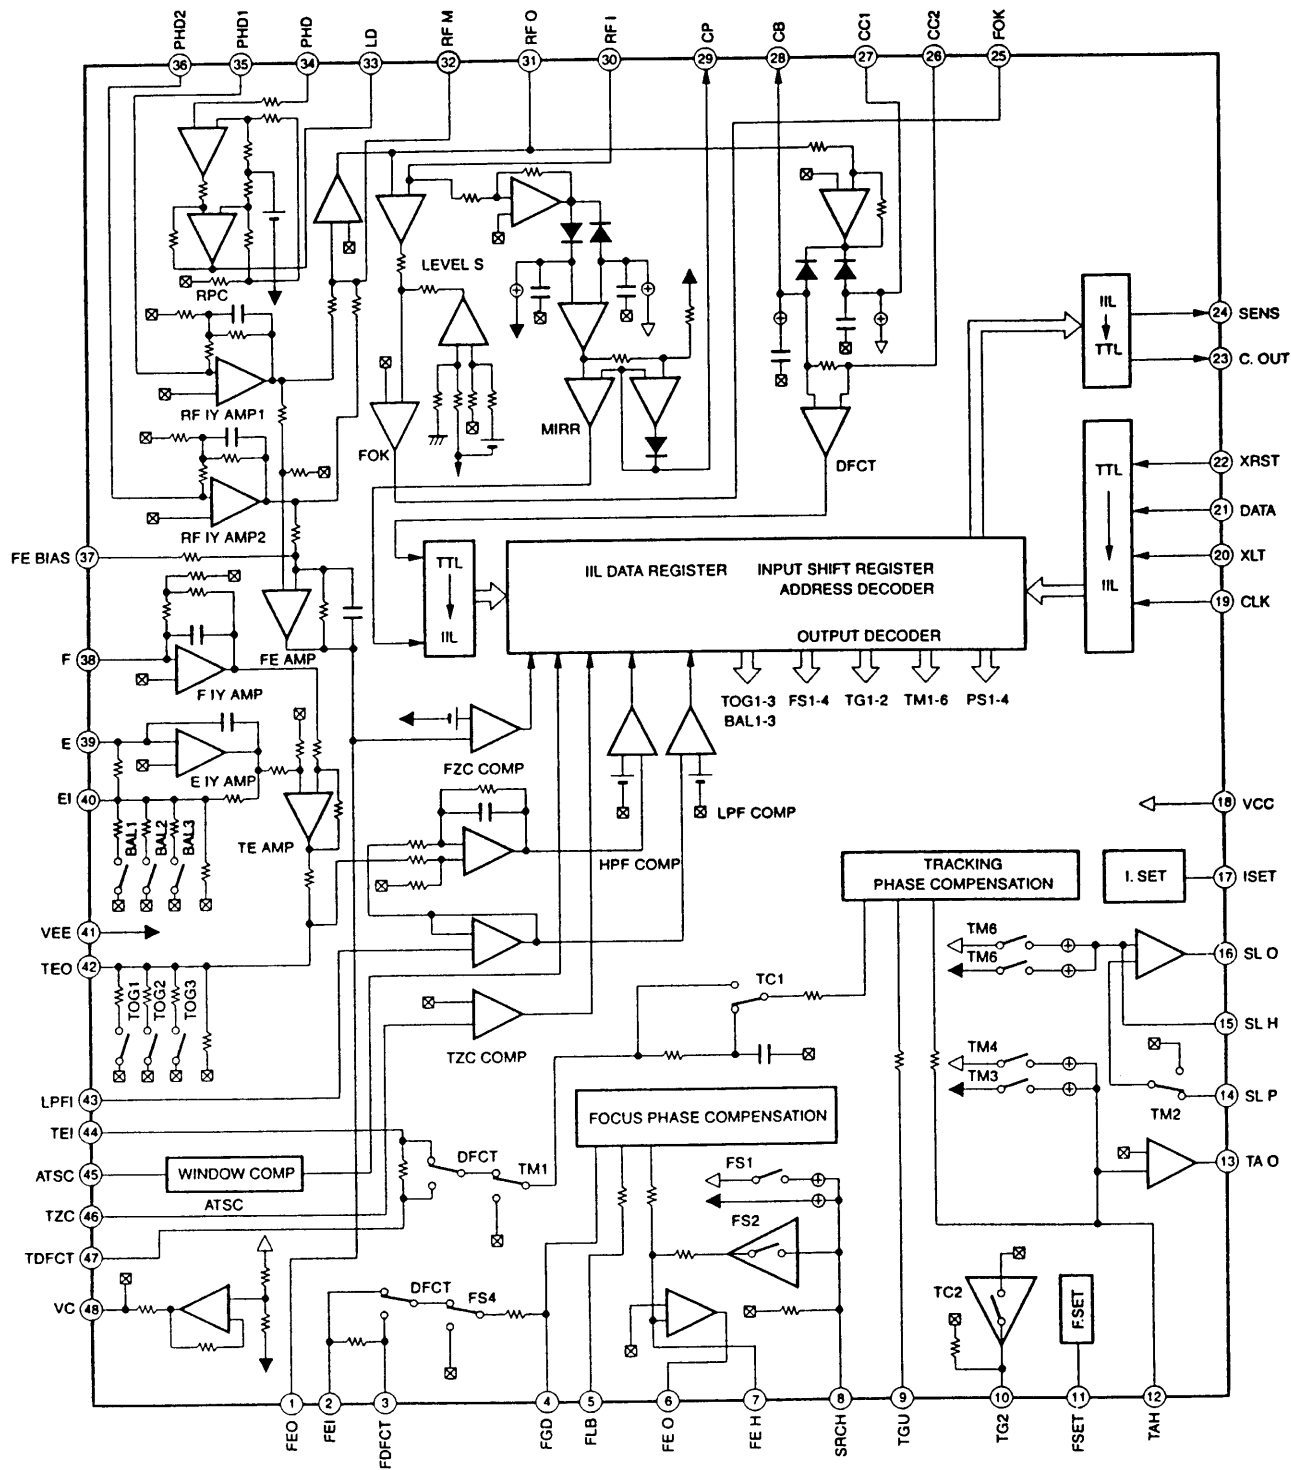 PHD2 PHD1 PHD LD RF M RF O RF I CP CB CC1 CC2 FOK
36 35 34 33 32 31 30 29 28 27 26 25
RPC
LEVEL S
RF IY AMP1
FOK
MIRR
DFCT
RF IY AMP2
IIL
TTL
24 SENS
23 C. OUT
TTL
IIL
22 XRST
21 DATA
20 XLT
19 CLK
FE BIAS 37
TTL
IIL
IIL DATA REGISTER
INPUT SHIFT REGISTER
ADDRESS DECODER
OUTPUT DECODER
FE AMP
F 38
F IY AMP
TOG1-3
BAL1-3
FS1-4
TG1-2
TM1-6
PS1-4
E 39
E IY AMP
FZC COMP
EI 40
BAL1
BAL2
BAL3
TE AMP
HPF COMP
LPF COMP
18 VCC
TRACKING
PHASE COMPENSATION
I. SET
17 ISET
VEE 41
TEO 42
TOG1
TOG2
TOG3
TM6
TM6
16 SL O
TC1
15 SL H
TZC COMP
TM4
TM3
TM2
14 SL P
LPFI 43
TEI 44
FOCUS PHASE COMPENSATION
ATSC 45
WINDOW COMP
ATSC
DFCT
TM1
FS1
13 TA O
TZC 46
FS2
TDFCT 47
VC 48
DFCT
FS4
TC2
F.SET
1 2 3 4 5 6 7 8 9 10 11 12
FEO FEI FDFCT FGD FLB FE O FE H SRCH TGU TG2 FSET TAH